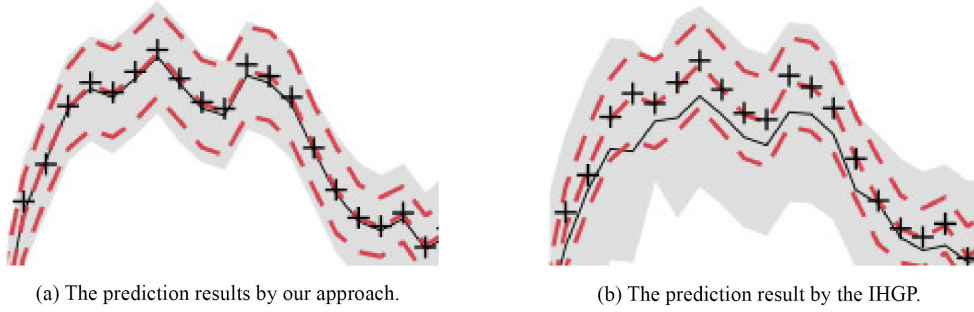 (a) The prediction results by our approach.
(b) The prediction result by the IHGP.